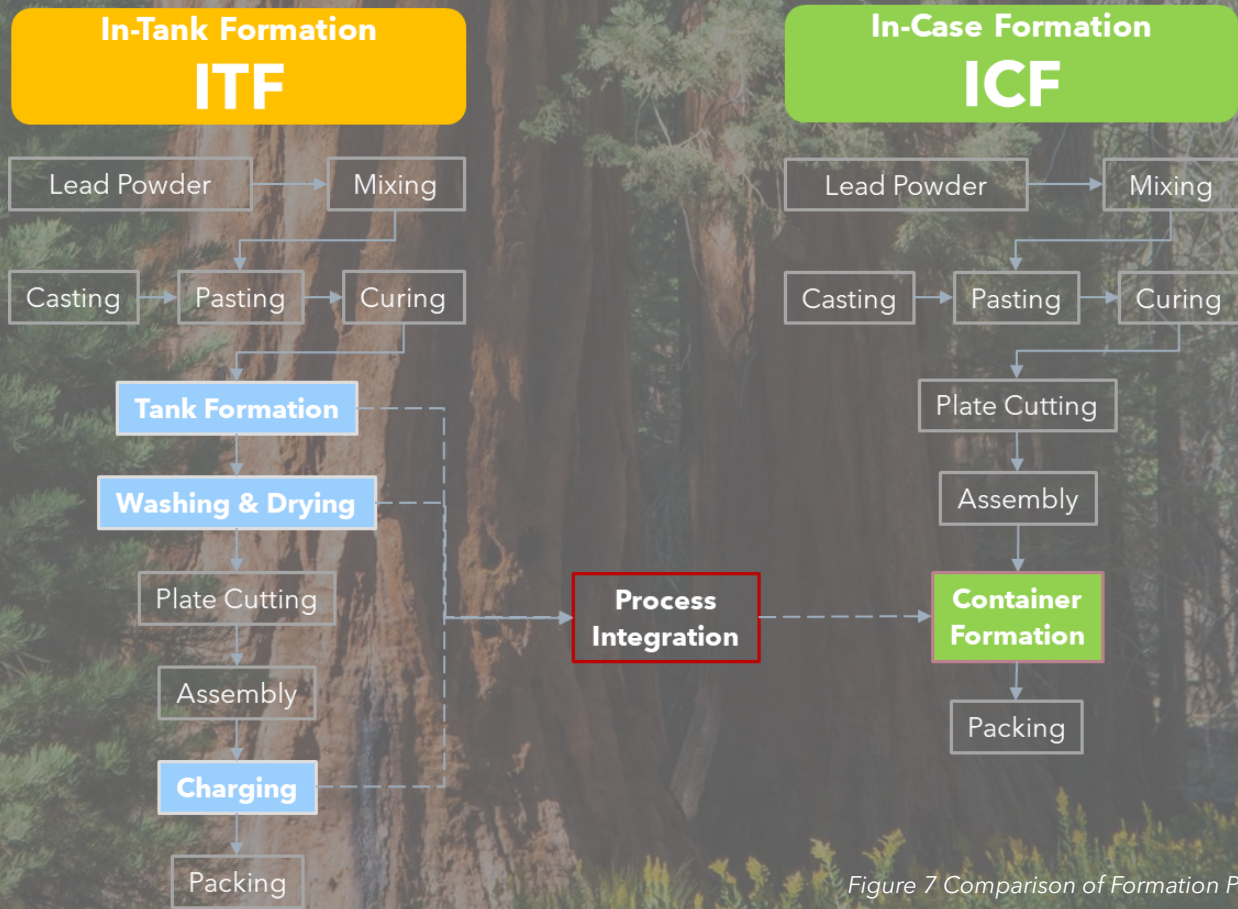 In-Tank Formation
ITF
Lead Powder
Mixing
Casting
Pasting
Curing
Tank Formation
Washing & Drying
Plate Cutting
Assembly
Charging
Packing
Process
Integration
In-Case Formation
ICF
Lead Powder
Mixing
Casting
Pasting
Curing
Plate Cutting
Assembly
Container
Formation
Packing
Figure 7 Comparison of Formation P